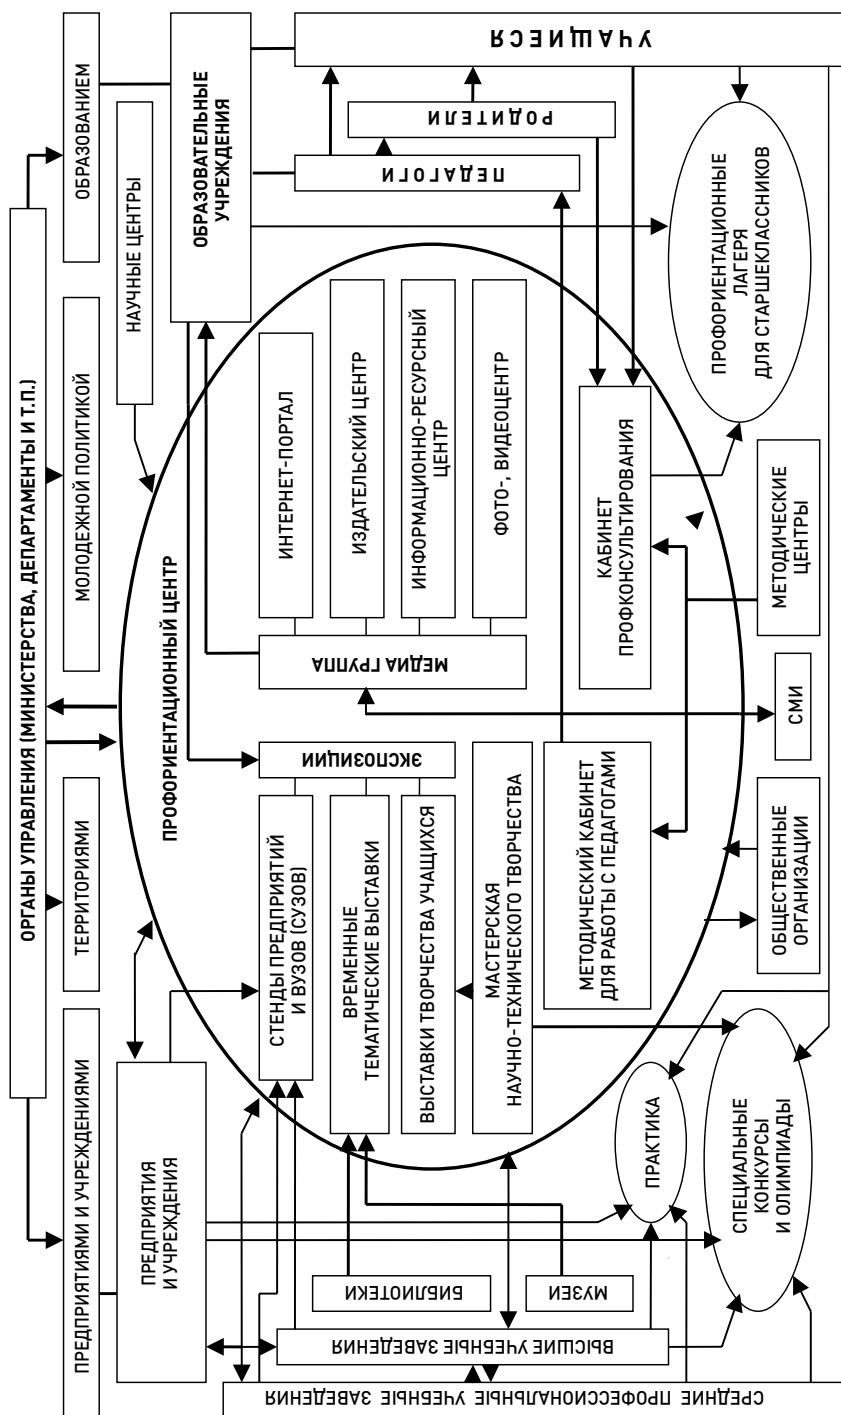 ОРГАНЫ УПРАВЛЕНИЯ (МИНИСТЕРСТВА, ДЕПАРТАМЕНТЫ И Т.П.)
ПРЕДПРИЯТИЯМИ И УЧРЕЖДЕНИЯМИ
ТЕРРИТОРИЯМИ
МОЛОДЕЖНОЙ ПОЛИТИКОЙ
ОБРАЗОВАНИЕМ
НАУЧНЫЕ ЦЕНТРЫ
ПРЕДПРИЯТИЯ
И УЧРЕЖДЕНИЯ
ПРОФОРИЕНТАЦИОННЫЙ ЦЕНТР
ОБРАЗОВАТЕЛЬНЫЕ
УЧРЕЖДЕНИЯ
СТЕНДЫ ПРЕДПРИЯТИЙ
И ВУЗОВ (СУЗОВ)
ВРЕМЕННЫЕ
ТЕМАТИЧЕСКИЕ ВЫСТАВКИ
ВЫСТАВКИ ТВОРЧЕСТВА УЧАЩИХСЯ
ЭКСПОЗИЦИИ
МЕДИА ГРУППА
ИНТЕРНЕТ-ПОРТАЛ
ИЗДАТЕЛЬСКИЙ ЦЕНТР
ИНФОРМАЦИОННО-РЕСУРСНЫЙ
ЦЕНТР
ФОТО-, ВИДЕОЦЕНТР
СРЕДНИЕ ПРОФЕССИОНАЛЬНЫЕ УЧЕБНЫЕ ЗАВЕДЕНИЯ
ВЫСШИЕ УЧЕБНЫЕ ЗАВЕДЕНИЯ
БИБЛИОТЕКИ
МУЗЕИ
ПЕДАГОГИ
РОДИТЕЛИ
УЧАЩИЕСЯ
МАСТЕРСКАЯ
НАУЧНО-ТЕХНИЧЕСКОГО ТВОРЧЕСТВА
МЕТОДИЧЕСКИЙ КАБИНЕТ
ДЛЯ РАБОТЫ С ПЕДАГОГАМИ
КАБИНЕТ
ПРОФКОНСУЛЬТИРОВАНИЯ
ПРАКТИКА
СПЕЦИАЛЬНЫЕ
КОНКУРСЫ
И ОЛИМПИАДЫ
ОБЩЕСТВЕННЫЕ
ОРГАНИЗАЦИИ
СМИ
МЕТОДИЧЕСКИЕ
ЦЕНТРЫ
ПРОФОРИЕНТАЦИОННЫЕ
ЛАГЕРЯ
ДЛЯ СТАРШЕКЛАССНИКОВ